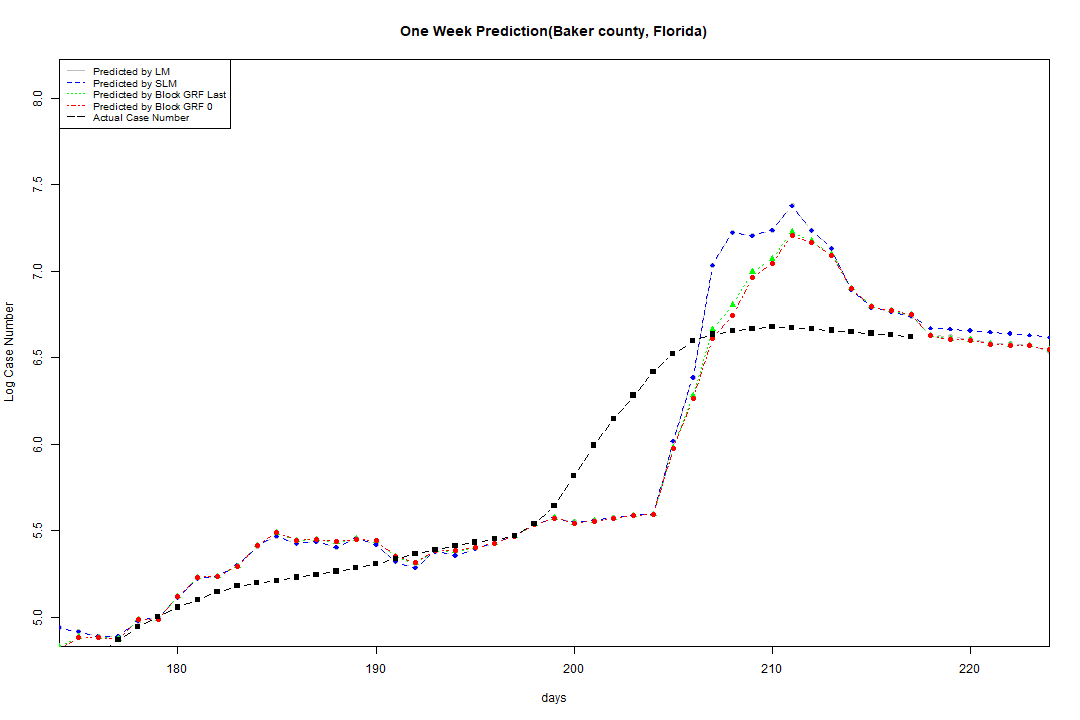 One Week Prediction(Baker county, Florida)
Predicted by LM
Predicted by SLM
Predicted by Block GRF Last
Predicted by Block GRF 0
Actual Case Number
8.0
7.5
7.0
6.5
6.0
5.5
5.0
Log Case Number
180 190 200 210 220
days